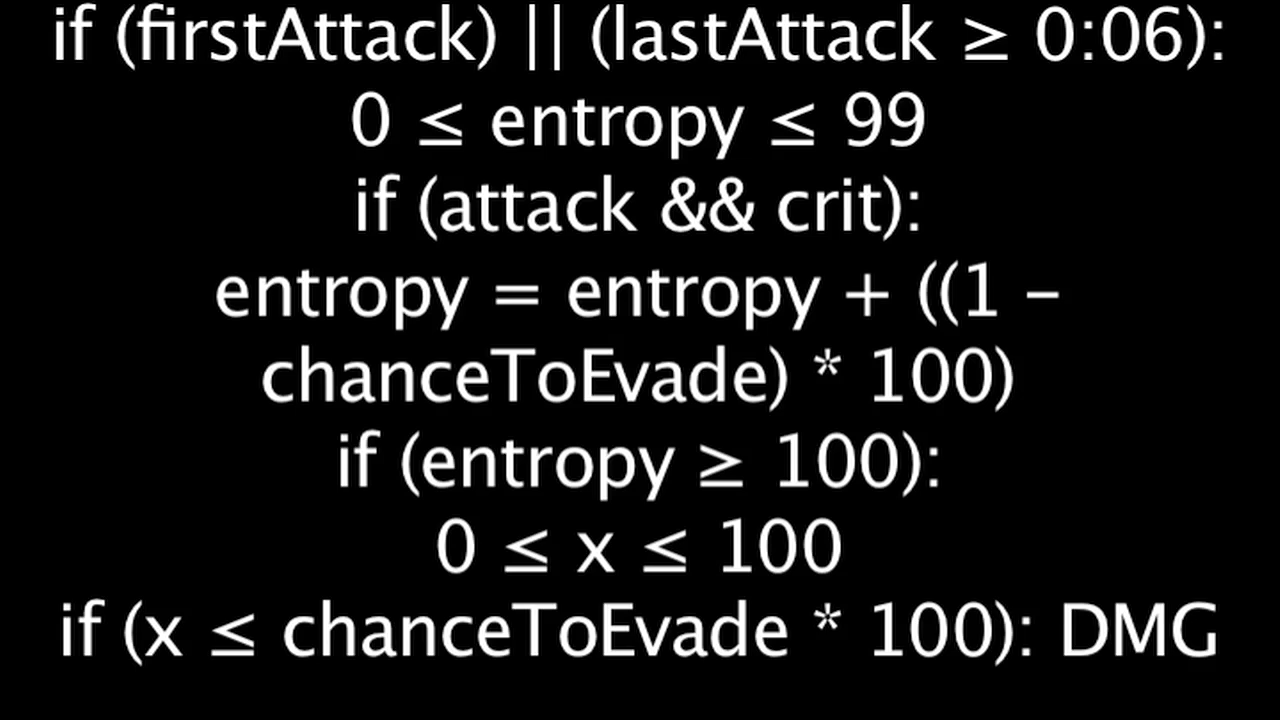 if (firstAttack) || (lastAttack ≥ 0:06):
0 ≤ entropy ≤ 99
if (attack && crit):
entropy = entropy + ((1 –
chanceToEvade) * 100)
if (entropy ≥ 100):
0 ≤ x ≤ 100
if (x ≤ chanceToEvade * 100): DMG